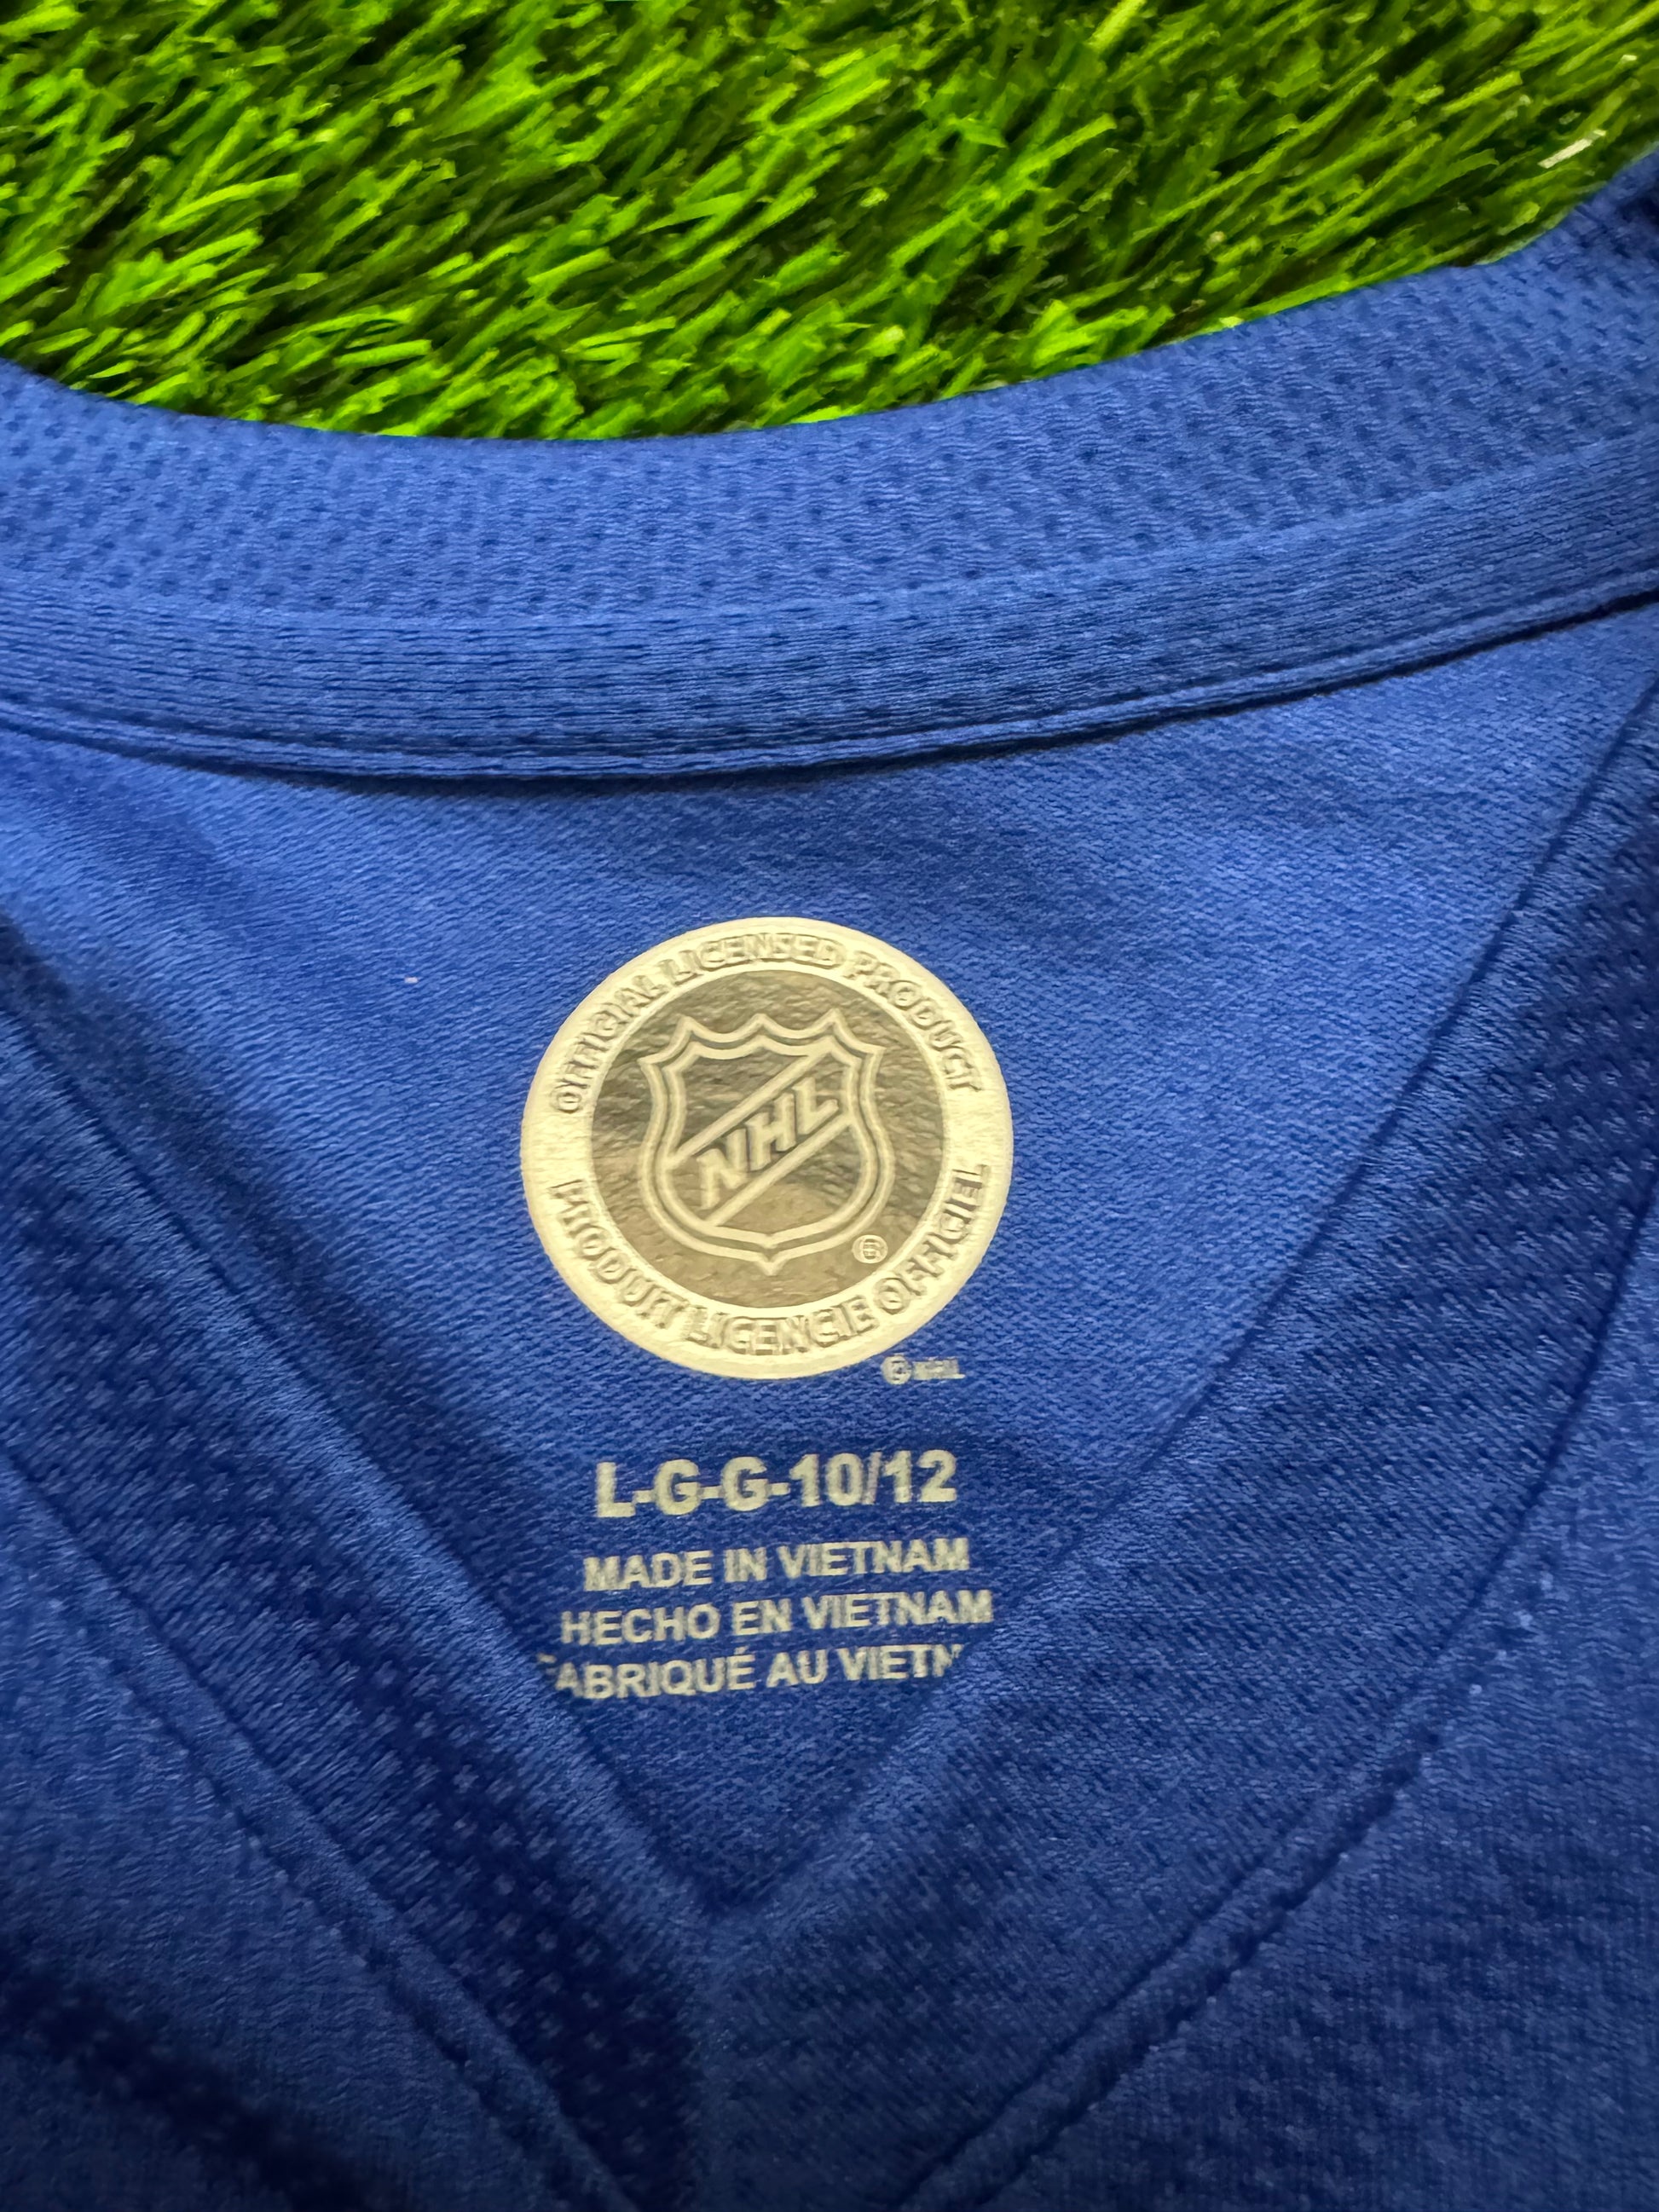 OFFICIAL LICENSED PRODUCT
NHL
®
PRODUIT LICENCIE OFFICIEL
© NHL
L-G-G-10/12
MADE IN VIETNAM
HECHO EN VIETNAM
FABRIQUÉ AU VIETN